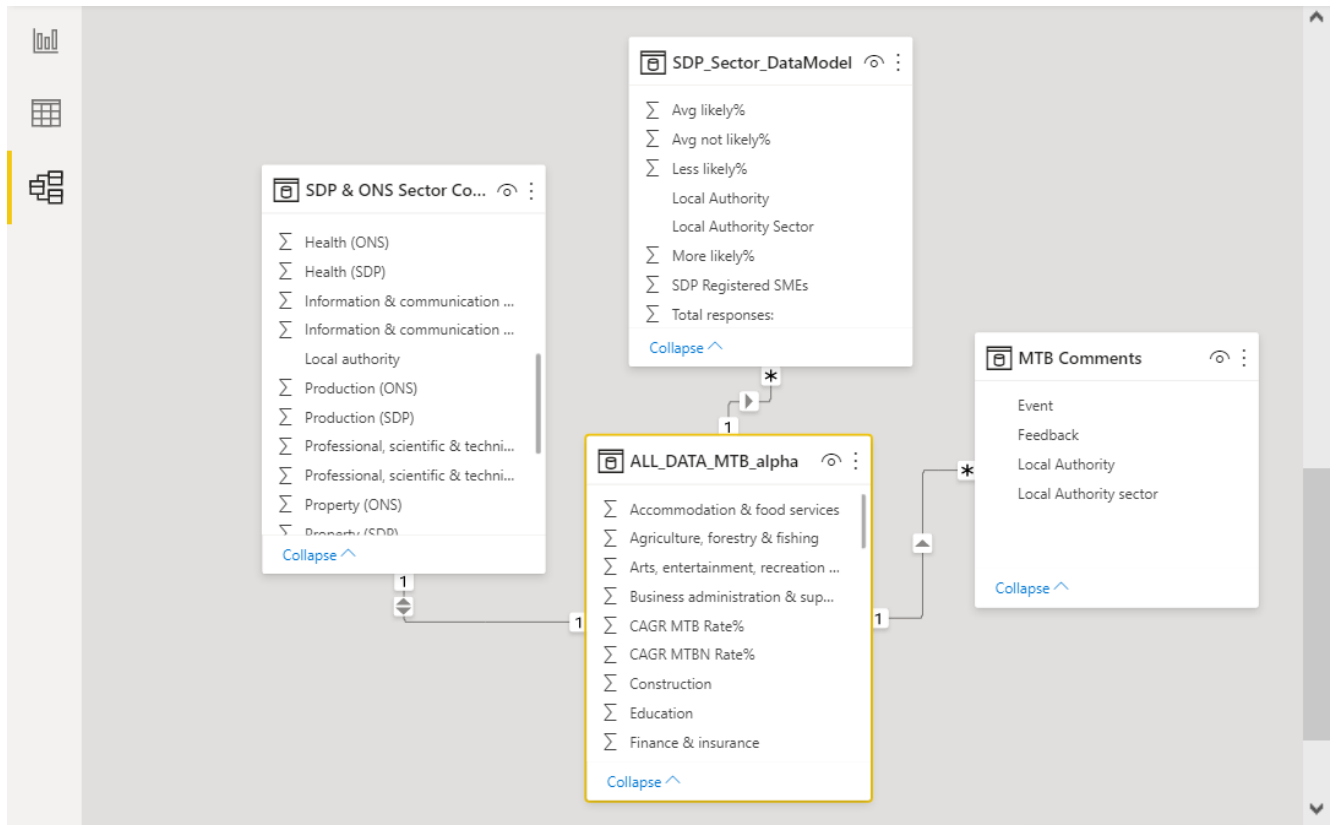 SDP_Sector_DataModel
Avg likely%
Avg not likely%
Less likely%
Local Authority
Local Authority Sector
More likely%
SDP Registered SMEs
Total responses:
Collapse
SDP & ONS Sector Co...
Health (ONS)
Health (SDP)
Information & communication ...
Information & communication ...
Local authority
Production (ONS)
Production (SDP)
Professional, scientific & techni...
Professional, scientific & techni...
Property (ONS)
Property (SDP)
Collapse
MTB Comments
Event
Feedback
Local Authority
Local Authority sector
Collapse
*
1
ALL_DATA_MTB_alpha
Accommodation & food services
Agriculture, forestry & fishing
Arts, entertainment, recreation ...
Business administration & sup...
CAGR MTB Rate%
CAGR MTBN Rate%
Construction
Education
Finance & insurance
Collapse
1
1
1
*